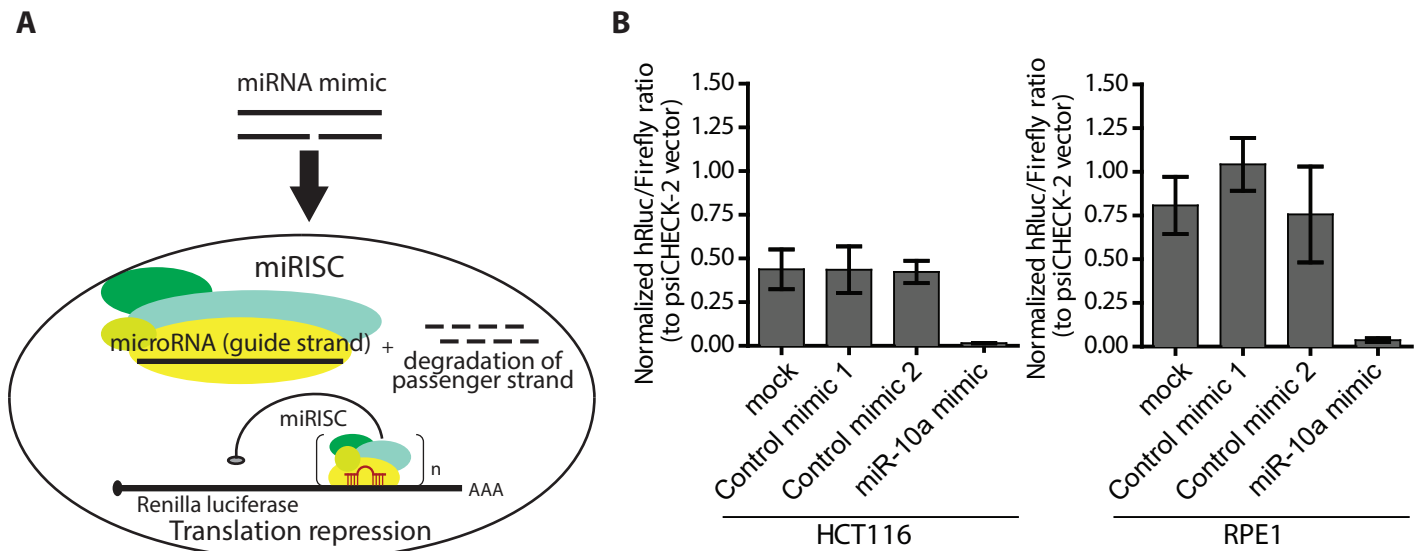 A
miRNA mimic
miRISC
microRNA (guide strand)
+
degradation of
passenger strand
miRISC
n
AAA
Renilla luciferase
Translation repression
B
Normalized hRluc/Firefly ratio
(to psiCHECK-2 vector)
1.50
1.25
1.00
0.75
0.50
0.25
0.00
mock
Control mimic 1
Control mimic 2
miR-10a mimic
HCT116
Normalized hRluc/Firefly ratio
(to psiCHECK-2 vector)
1.50
1.25
1.00
0.75
0.50
0.25
0.00
mock
Control mimic 1
Control mimic 2
miR-10a mimic
RPE1